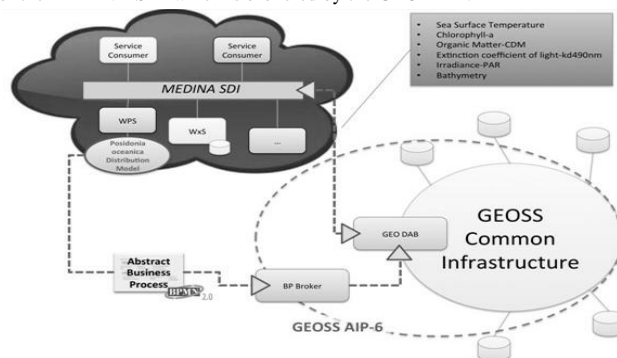 Service
Consumer
Service
Consumer
MEDINA SDI
WPS
WxS
...
Posidonia
oceanica
Distribution
Model
• Sea Surface Temperature
• Chlorophyll-a
• Organic Matter-CDM
• Extinction coefficient of light-kd490nm
• Irradiance-PAR
• Bathymetry
GEO DAB
GEOSS
Common
Infrastructure
Abstract
Business
Process
BPMN 2.0
BP Broker
GEOSS AIP-6